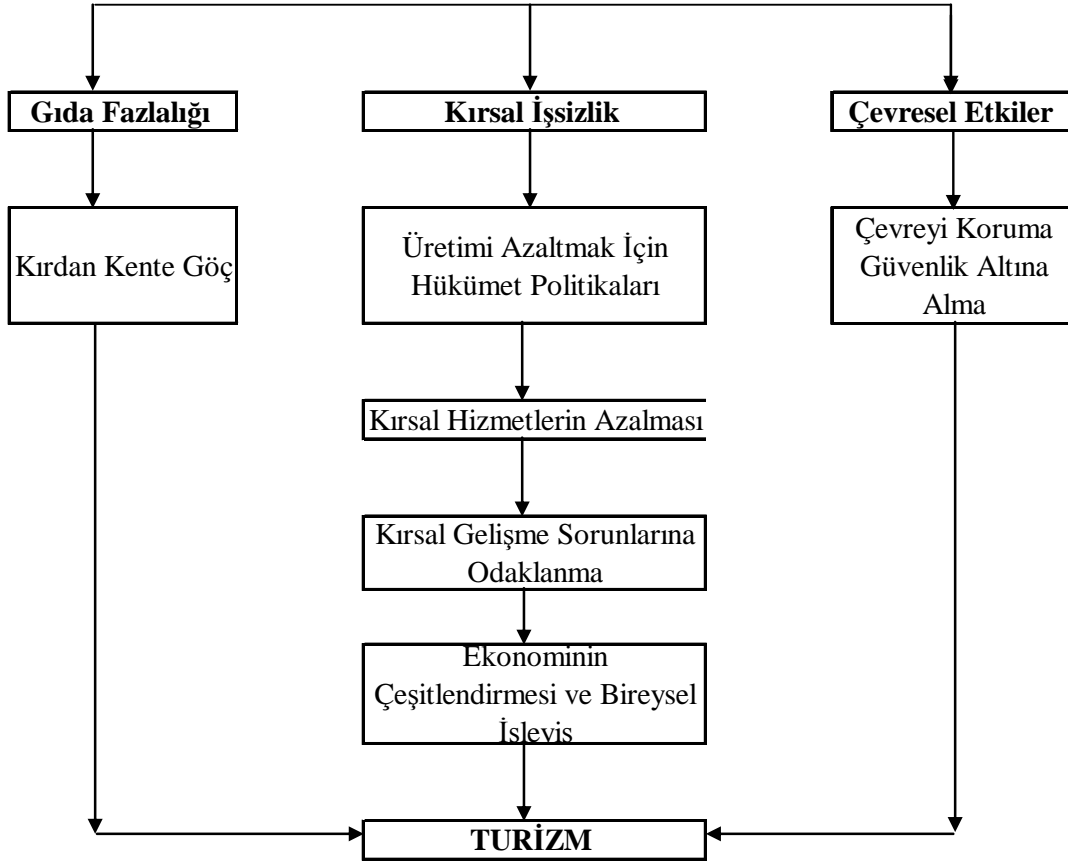 Gıda Fazlalığı
Kırsal İşsizlik
Çevresel Etkiler
Kırdan Kente Göç
Üretimi Azaltmak İçin
Hükümet Politikaları
Çevreyi Koruma
Güvenlik Altına
Alma
Kırsal Hizmetlerin Azalması
Kırsal Gelişme Sorunlarına
Odaklanma
Ekonominin
Çeşitlendirmesi ve Bireysel
İsleyis
TURİZM